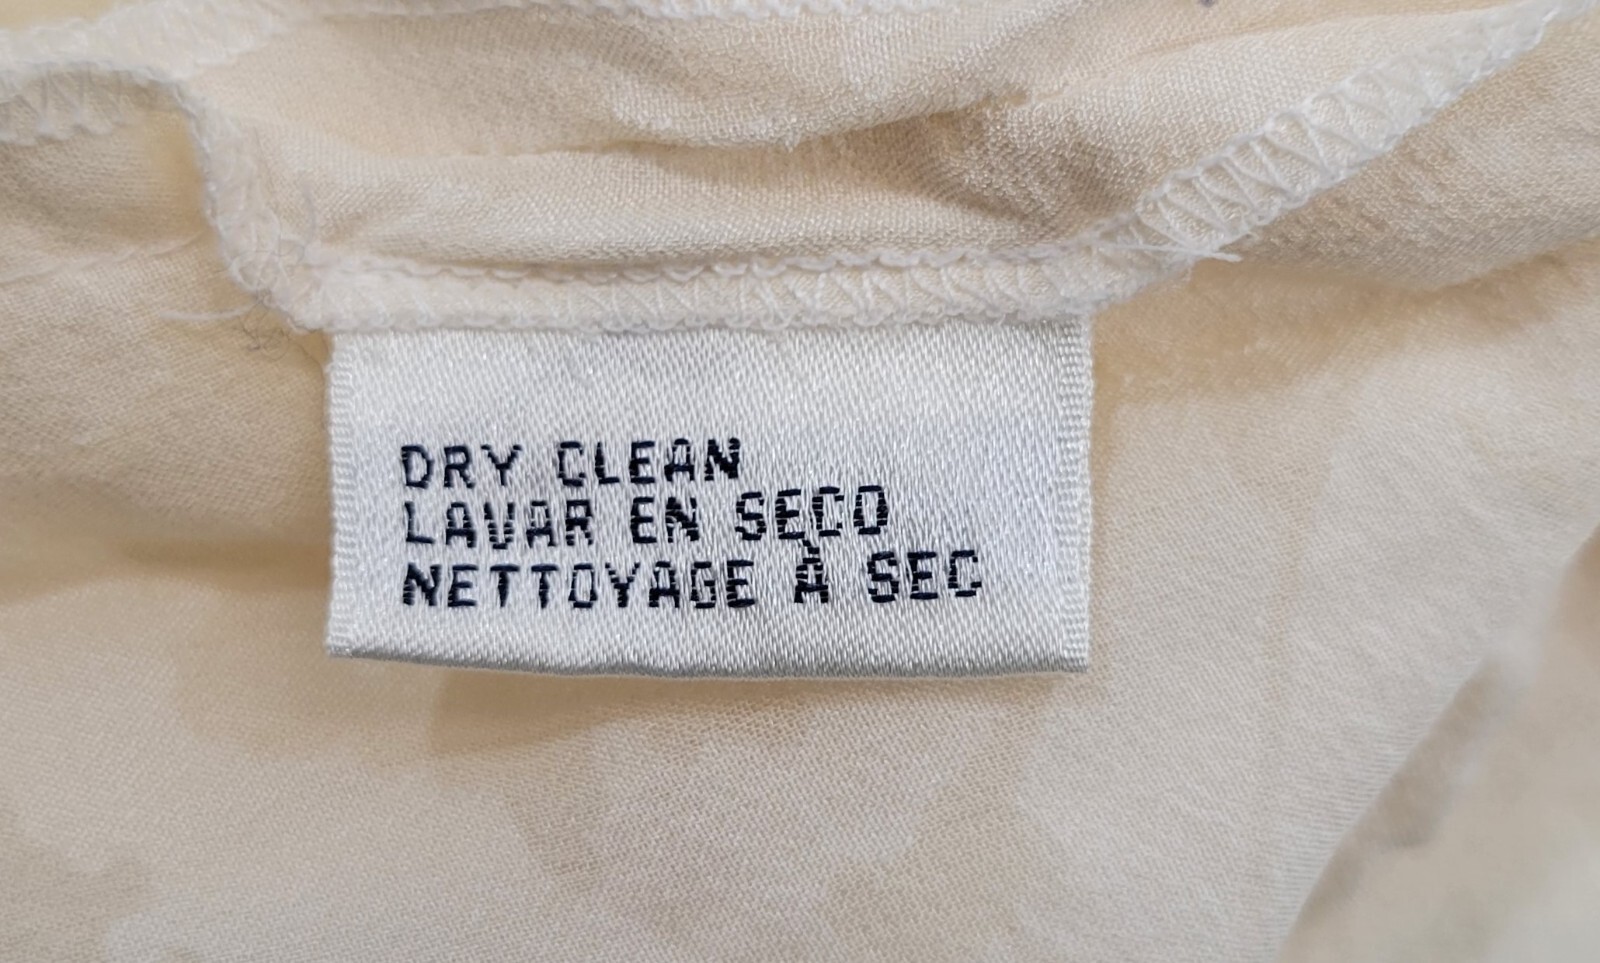 DRY CLEAN
LAVAR EN SECO
NETTOYAGE À SEC